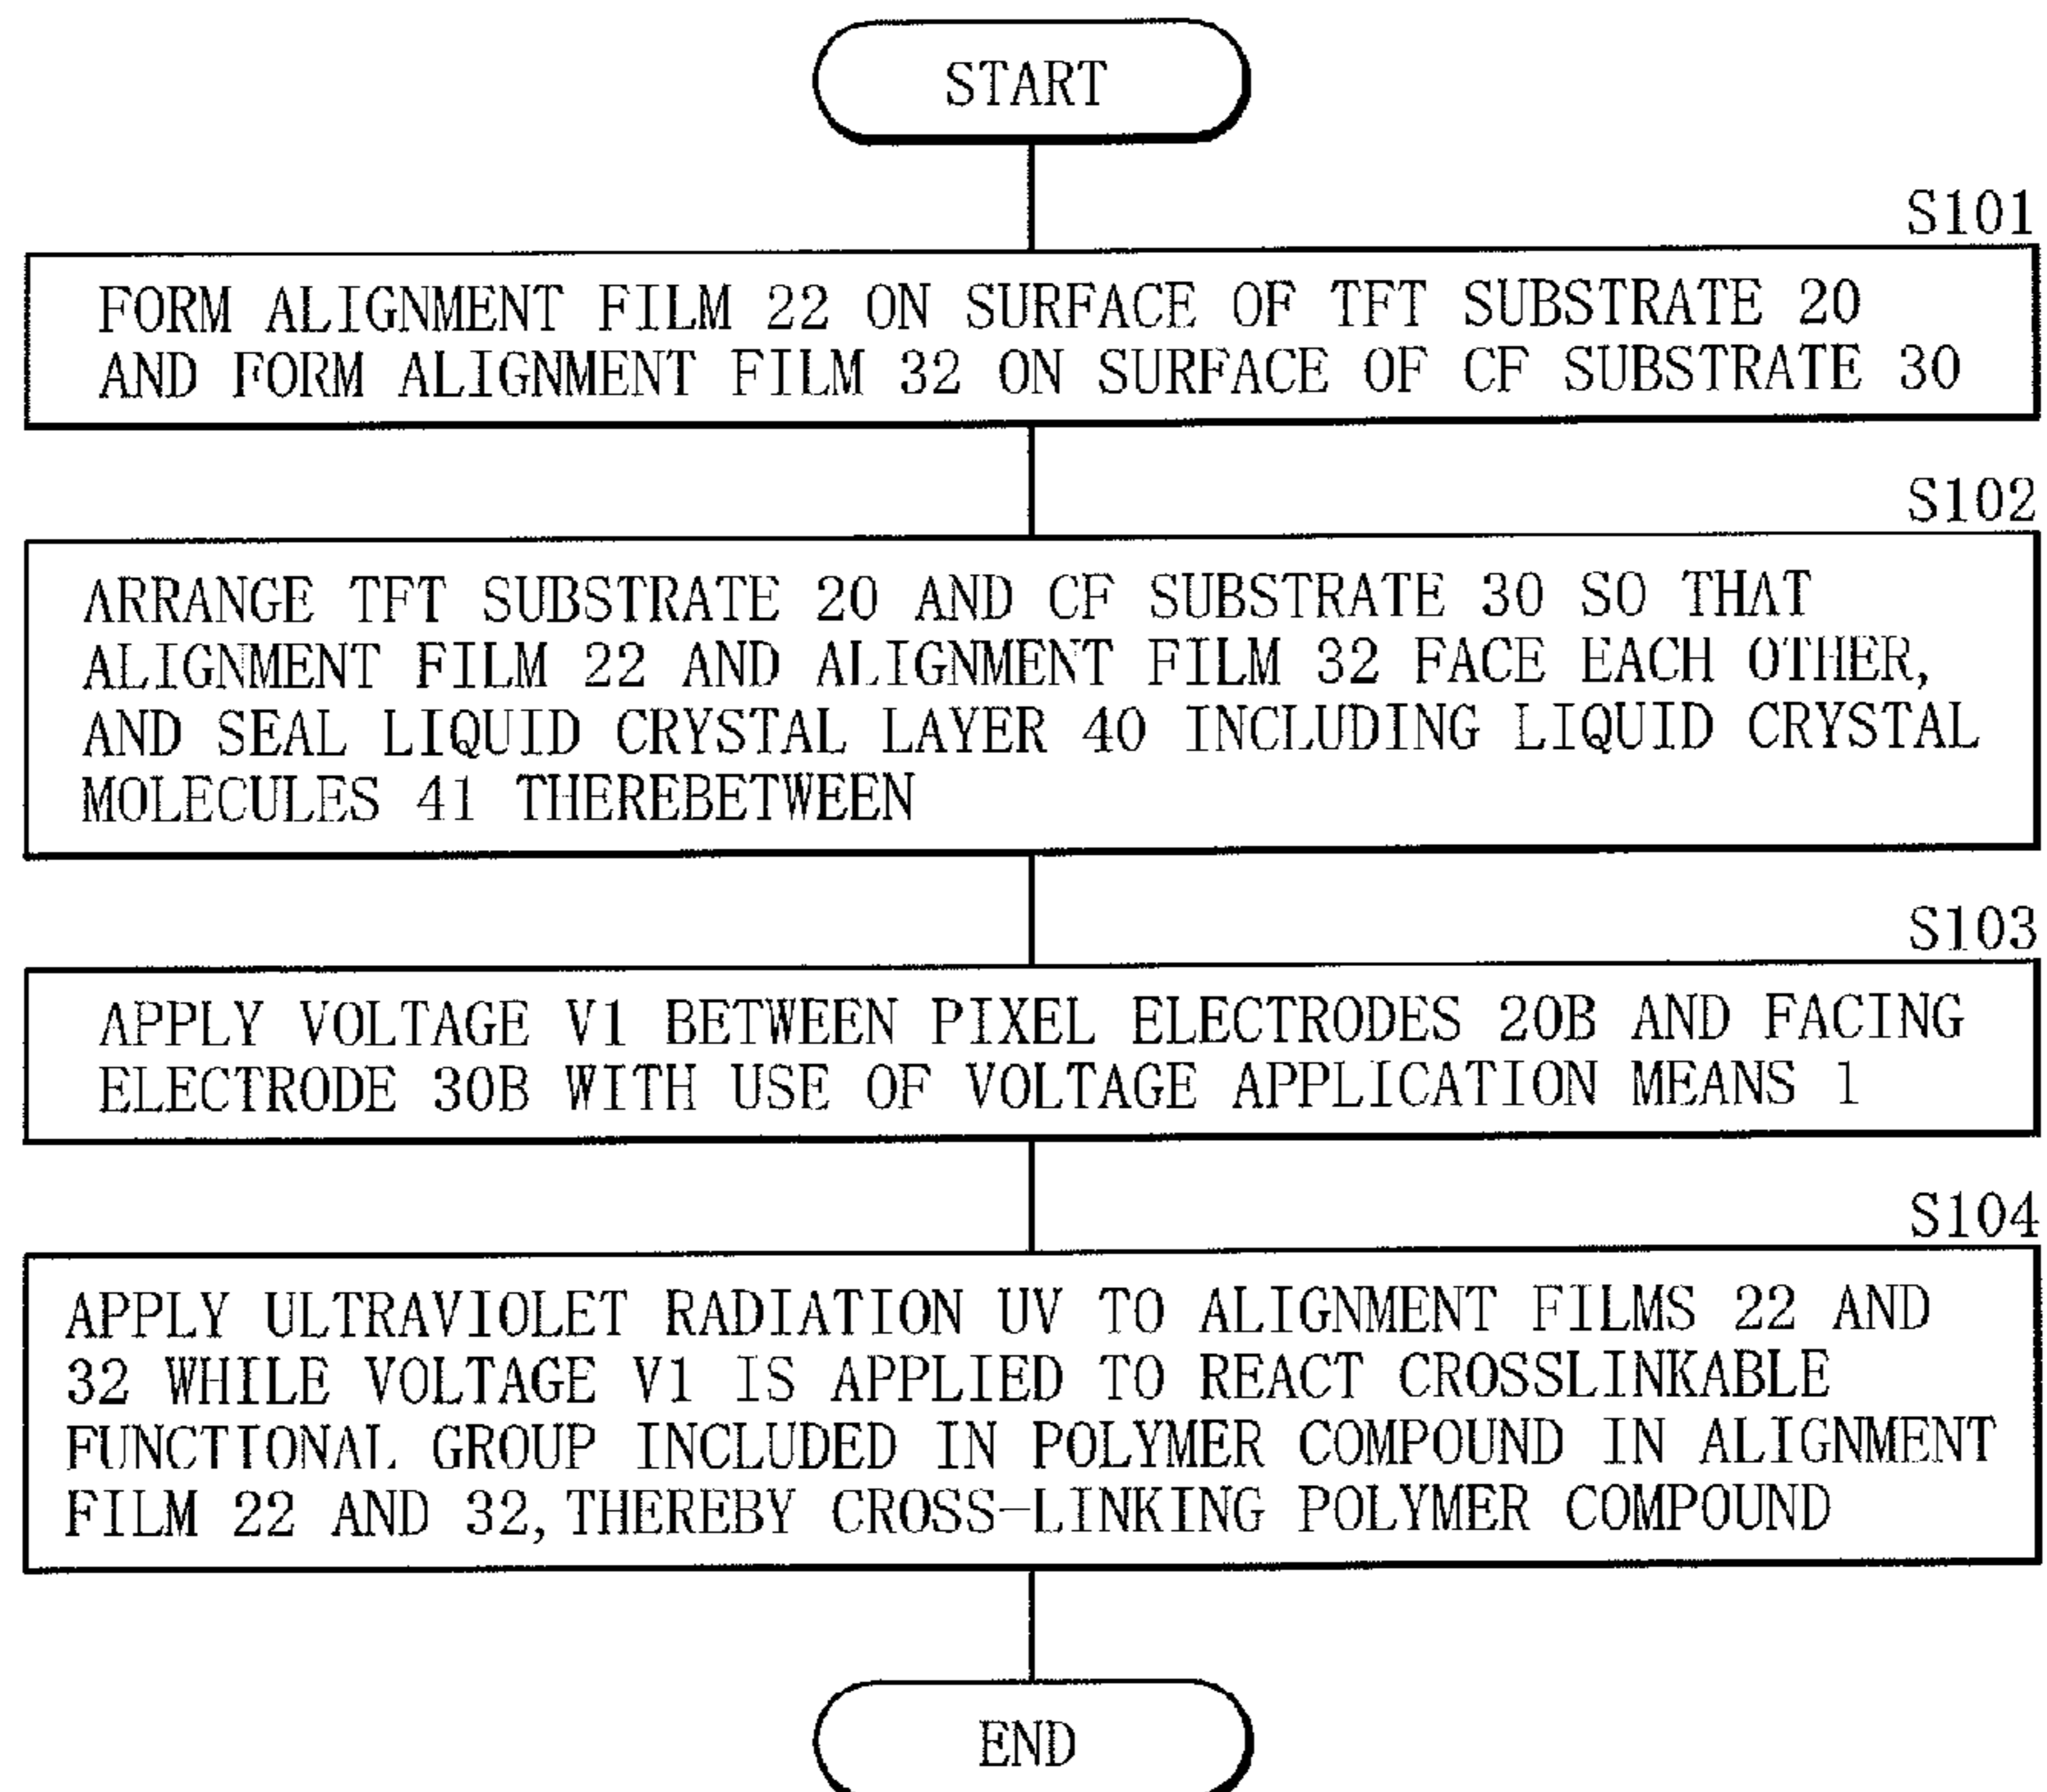 START
S101
FORM ALIGNMENT FILM 22 ON SURFACE OF TFT SUBSTRATE 20
AND FORM ALIGNMENT FILM 32 ON SURFACE OF CF SUBSTRATE 30
S102
ARRANGE TFT SUBSTRATE 20 AND CF SUBSTRATE 30 SO THAT
ALIGNMENT FILM 22 AND ALIGNMENT FILM 32 FACE EACH OTHER,
AND SEAL LIQUID CRYSTAL LAYER 40 INCLUDING LIQUID CRYSTAL
MOLECULES 41 THEREBETWEEN
S103
APPLY VOLTAGE V1 BETWEEN PIXEL ELECTRODES 20B AND FACING
ELECTRODE 30B WITH USE OF VOLTAGE APPLICATION MEANS 1
S104
APPLY ULTRAVIOLET RADIATION UV TO ALIGNMENT FILMS 22 AND
32 WHILE VOLTAGE V1 IS APPLIED TO REACT CROSSLINKABLE
FUNCTIONAL GROUP INCLUDED IN POLYMER COMPOUND IN ALIGNMENT
FILM 22 AND 32, THEREBY CROSS-LINKING POLYMER COMPOUND
END